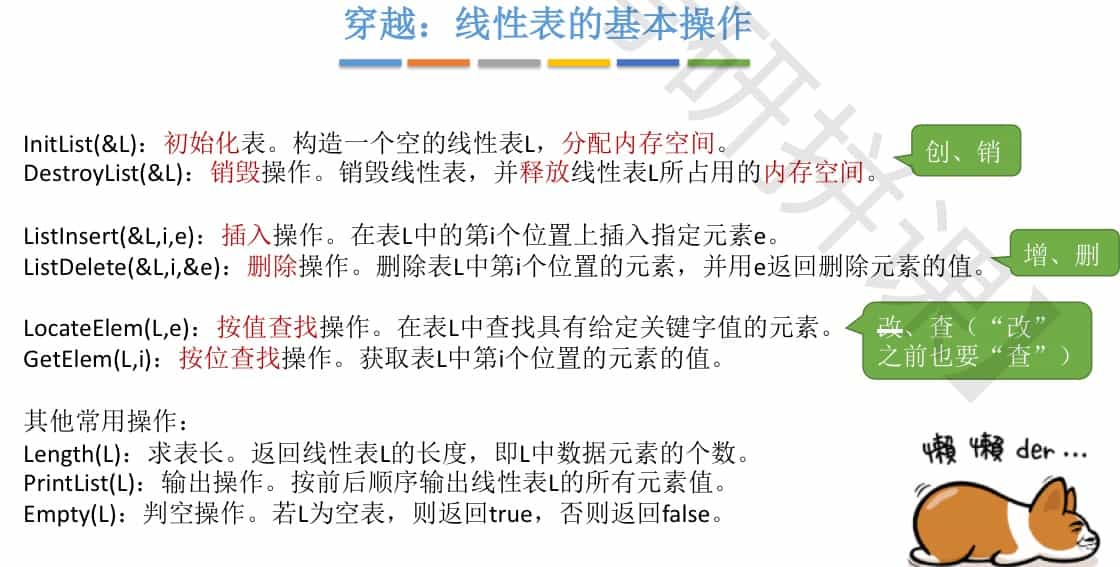 穿越：线性表的基本操作
InitList(&L)：初始化表。构造一个空的线性表L，分配内存空间。
DestroyList(&L)：销毁操作。销毁线性表，并释放线性表L所占用的内存空间。
创、销
ListInsert(&L,i,e)：插入操作。在表L中的第i个位置上插入指定元素e。
ListDelete(&L,i,&e)：删除操作。删除表L中第i个位置的元素，并用e返回删除元素的值。
增、删
LocateElem(L,e)：按值查找操作。在表L中查找具有给定关键字值的元素。
GetElem(L,i)：按位查找操作。获取表L中第i个位置的元素的值。
改、查（“改”
之前也要“查”）
其他常用操作：
Length(L)：求表长。返回线性表L的长度，即L中数据元素的个数。
PrintList(L)：输出操作。按前后顺序输出线性表L的所有元素值。
Empty(L)：判空操作。若L为空表，则返回true，否则返回false。
懒 懒 der...
研拼课】